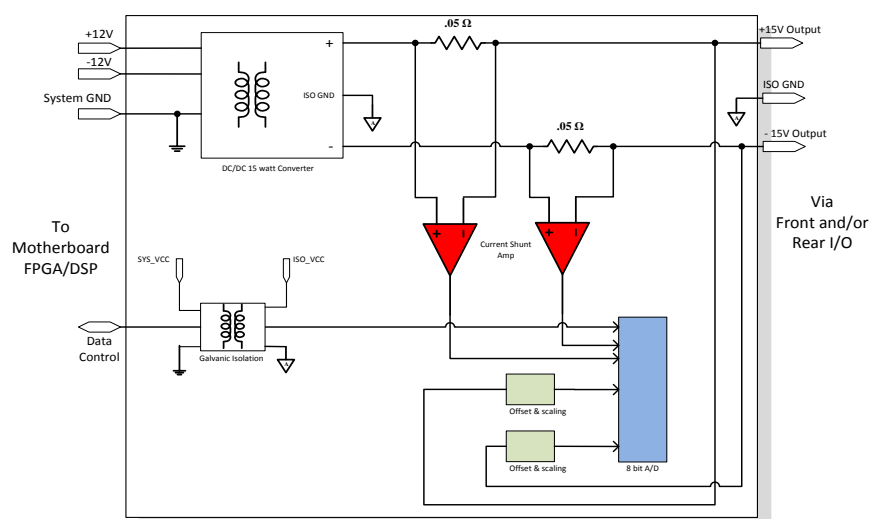 +12V
-12V
System GND
+
ISO GND
-
DC/DC 15 watt Converter
.05 Ω
.05 Ω
+15V Output
ISO GND
- 15V Output
A
A
To
Motherboard
FPGA/DSP
Via
Front and/or
Rear I/O
+
-
+
-
Current Shunt
Amp
SYS_VCC
ISO_VCC
Data
Control
Galvanic Isolation
A
Offset & scaling
Offset & scaling
8 bit A/D